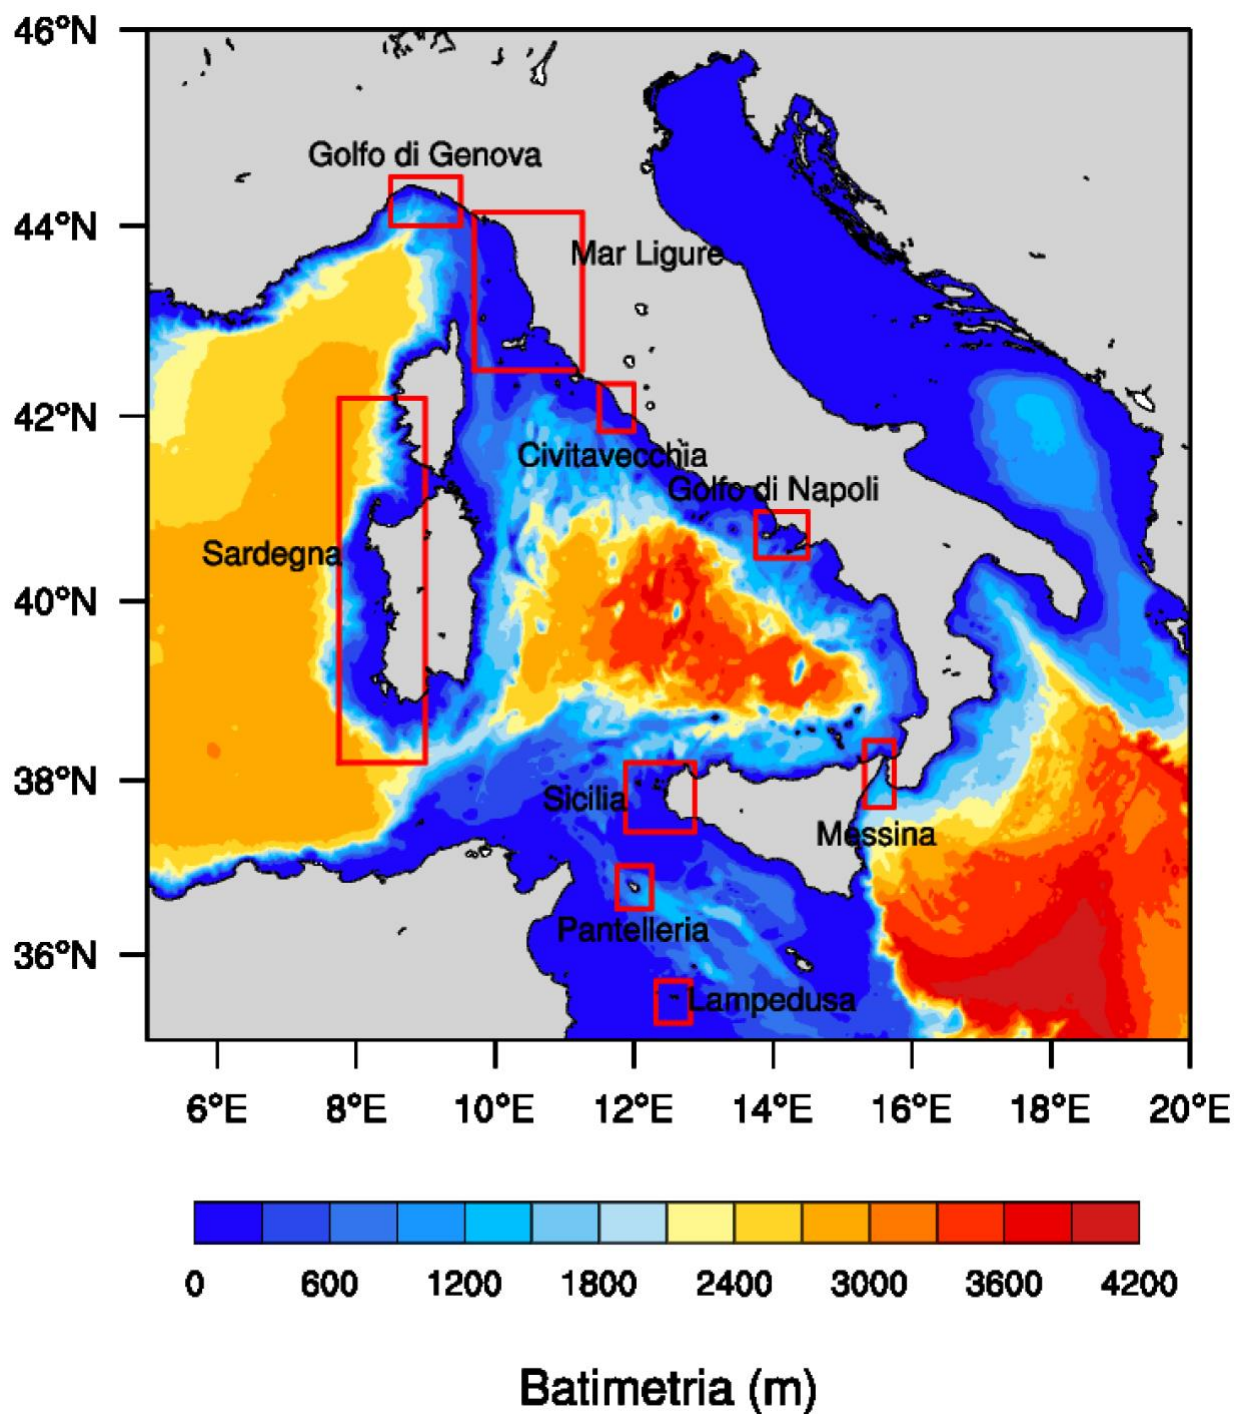 46°N
Golfo di Genova
44°N
Mar Ligure
42°N
Civitavecchia
Golfo di Napoli
Sardegna
40°N
38°N
Sicilia
Messina
Pantelleria
36°N
Lampedusa
6°E 8°E 10°E 12°E 14°E 16°E 18°E 20°E
0 600 1200 1800 2400 3000 3600 4200
Batimetria (m)